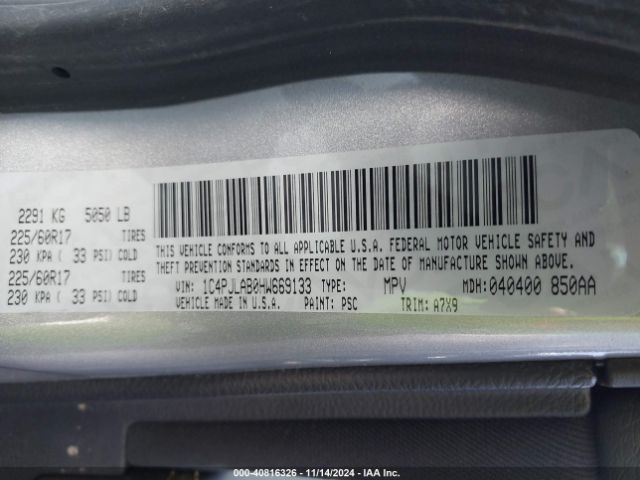 2291 KG 5050 LB
225/60R17 TIRES
230 KPA ( 33 PSI) COLD
225/60R17 TIRES
230 KPA ( 33 PSI) COLD
THIS VEHICLE CONFORMS TO ALL APPLICABLE U.S.A. FEDERAL MOTOR VEHICLE SAFETY AND
THEFT PREVENTION STANDARDS IN EFFECT ON THE DATE OF MANUFACTURE SHOWN ABOVE.
VIN: 1C4PJLAB0HW669133 TYPE: MPV MDH: 040400 850AA
VEHICLE MADE IN U.S.A. PAINT: PSC TRIM: A7X9
00-40816326 - 11/14/2024 - IAA Inc.